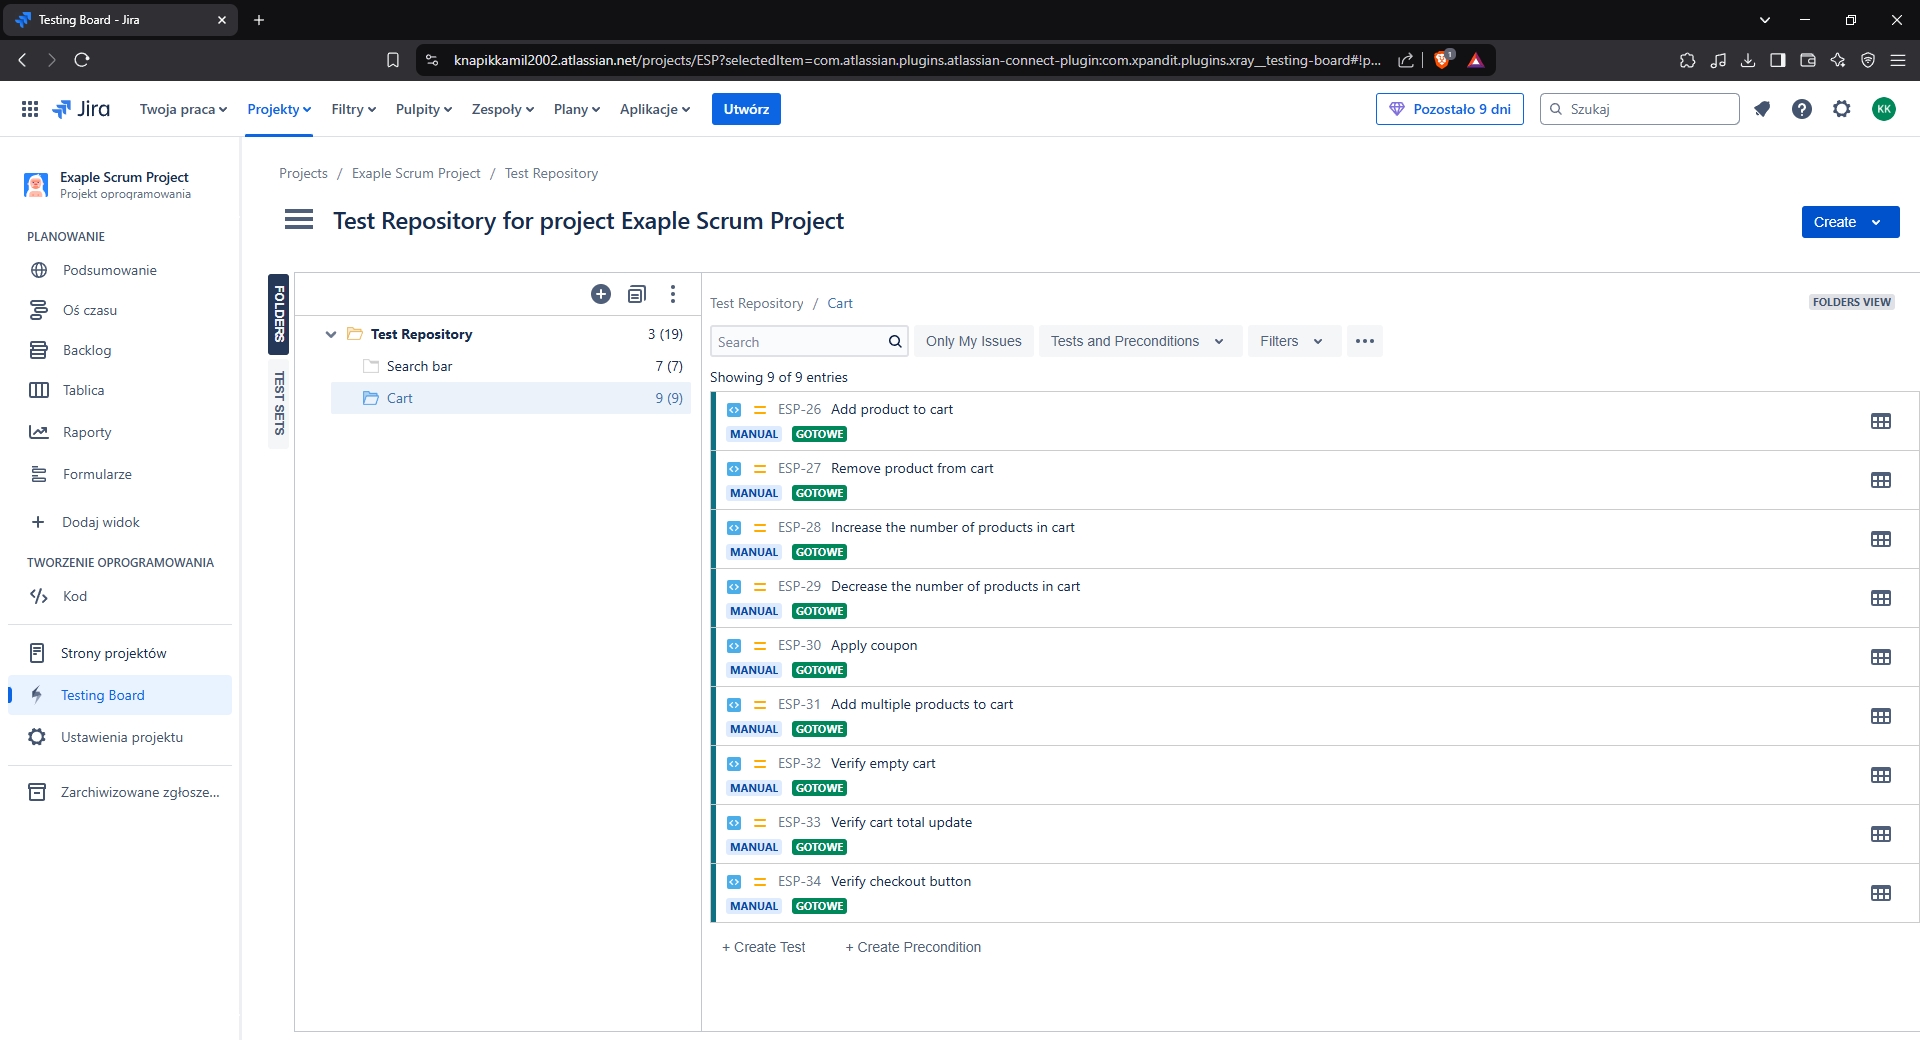 Testing Board - Jira
knapikkamil2002.atlassian.net/projects/ESP?selectedItem=com.atlassian.plugins.atlassian-connect-plugin:com.xpandit.plugins.xray__testing-board#!p...
1
Jira
Twoja praca
Projekty
Filtry
Pulpity
Zespoły
Plany
Aplikacje
Utwórz
Pozostało 9 dni
Szukaj
KK
Exaple Scrum Project
Projekt oprogramowania
PLANOWANIE
Podsumowanie
Oś czasu
Backlog
Tablica
Raporty
Formularze
Dodaj widok
TWORZENIE OPROGRAMOWANIA
Kod
Strony projektów
Testing Board
Ustawienia projektu
Zarchiwizowane zgłosze...
Projects / Exaple Scrum Project / Test Repository
Test Repository for project Exaple Scrum Project
Create
FOLDERS
TEST SETS
Test Repository 3 (19)
Search bar 7 (7)
Cart 9 (9)
Test Repository / Cart
FOLDERS VIEW
Search
Only My Issues
Tests and Preconditions
Filters
Showing 9 of 9 entries
ESP-26 Add product to cart
MANUAL GOTOWE
ESP-27 Remove product from cart
MANUAL GOTOWE
ESP-28 Increase the number of products in cart
MANUAL GOTOWE
ESP-29 Decrease the number of products in cart
MANUAL GOTOWE
ESP-30 Apply coupon
MANUAL GOTOWE
ESP-31 Add multiple products to cart
MANUAL GOTOWE
ESP-32 Verify empty cart
MANUAL GOTOWE
ESP-33 Verify cart total update
MANUAL GOTOWE
ESP-34 Verify checkout button
MANUAL GOTOWE
+ Create Test
+ Create Precondition